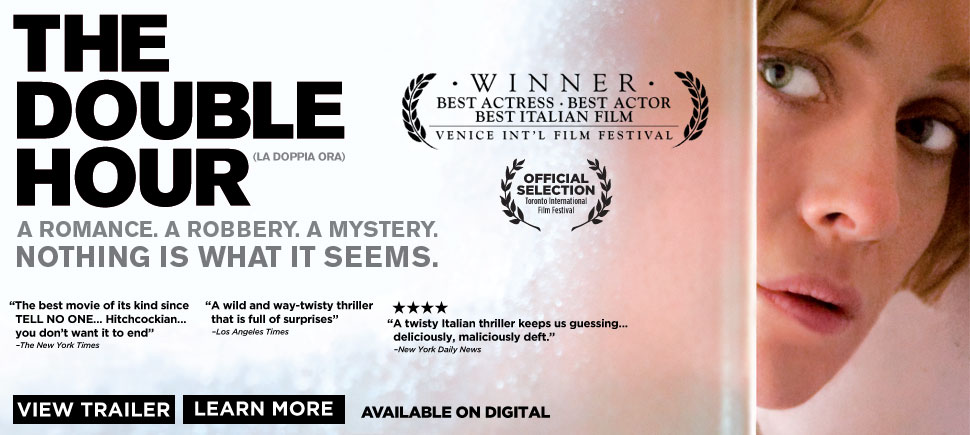 THE
DOUBLE
HOUR
(LA DOPPIA ORA)
A ROMANCE. A ROBBERY. A MYSTERY.
NOTHING IS WHAT IT SEEMS.
· WINNER ·
BEST ACTRESS · BEST ACTOR
BEST ITALIAN FILM
VENICE INT'L FILM FESTIVAL
OFFICIAL
SELECTION
Toronto International
Film Festival
“The best movie of its kind since
TELL NO ONE... Hitchcockian...
you don’t want it to end”
–The New York Times
“A wild and way-twisty thriller
that is full of surprises”
–Los Angeles Times
★★★★
“A twisty Italian thriller keeps us guessing...
deliciously, maliciously deft.”
–New York Daily News
VIEW TRAILER
LEARN MORE
AVAILABLE ON DIGITAL